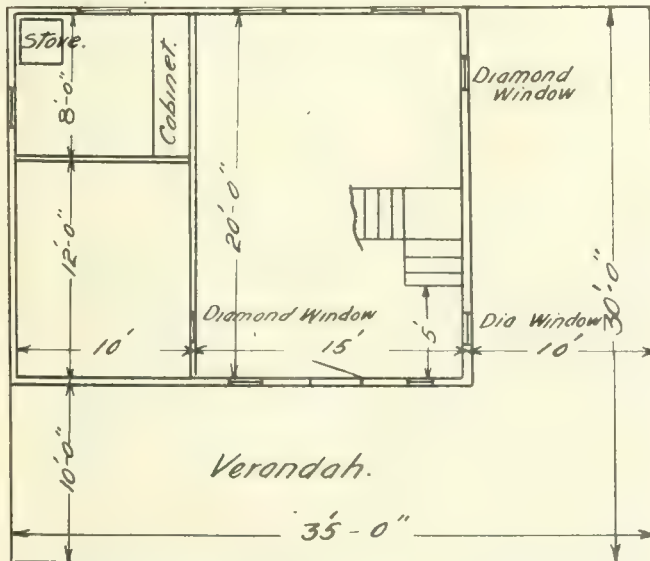 Stove.
Cabinet.
8'-0"
Diamond
Window
12'-0"
20'-0"
30'-0"
Diamond Window
Dia Window
10'
15'
5'
10'
10'-0"
Verandah.
35'-0"